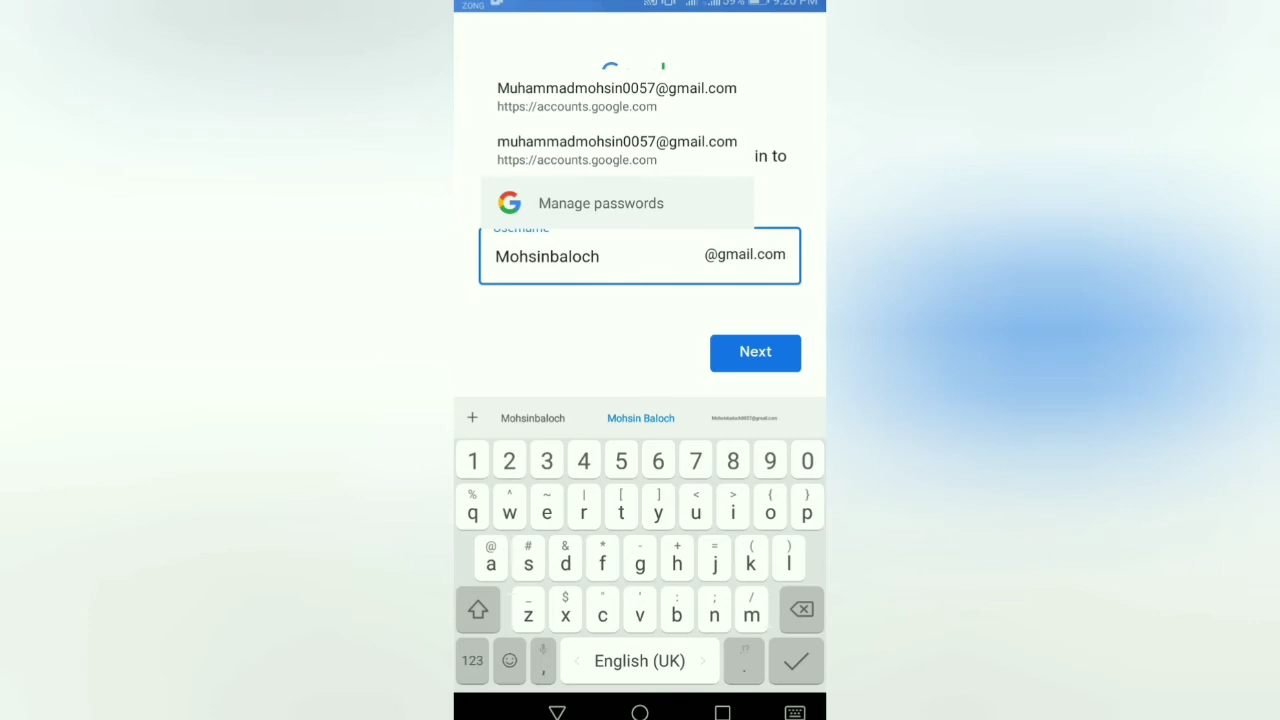 ZONG 59% 9:20 PM
Muhammadmohsin0057@gmail.com
https://accounts.google.com
muhammadmohsin0057@gmail.com
https://accounts.google.com
in to
Manage passwords
Username
Mohsinbaloch @gmail.com
Next
+ Mohsinbaloch Mohsin Baloch
1 2 3 4 5 6 7 8 9 0
% ^ ~ | [ ] < > { }
q w e r t y u i o p
@ # & * - + = ( )
a s d f g h j k l
_ $ " ' : ; /
z x c v b n m
123 , English (UK) !? .